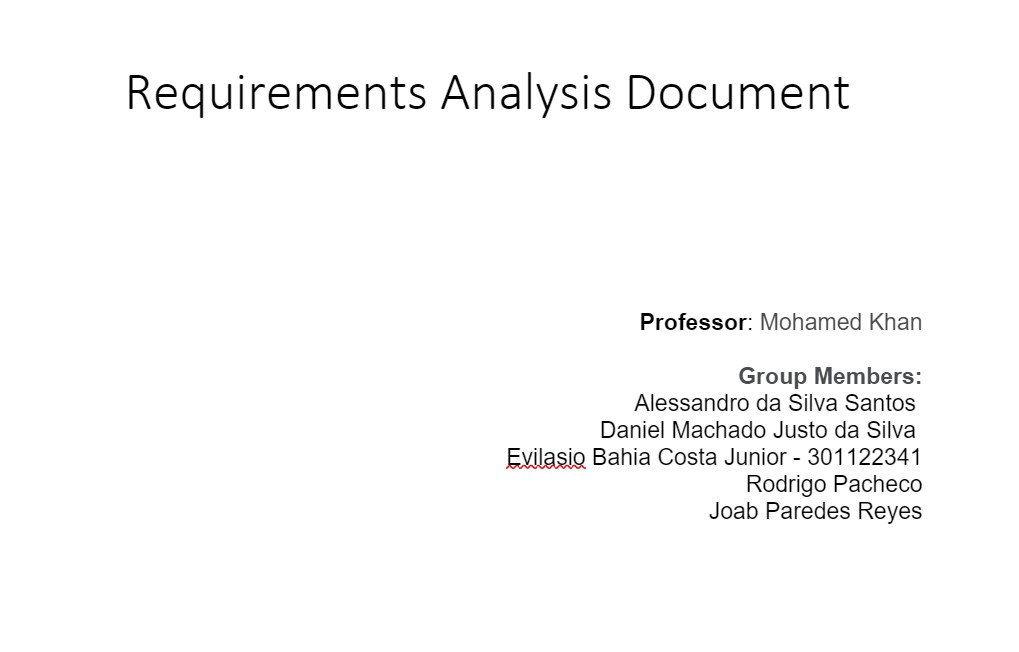 Requirements Analysis Document
Professor: Mohamed Khan
Group Members:
Alessandro da Silva Santos
Daniel Machado Justo da Silva
Evilasio Bahia Costa Junior - 301122341
Rodrigo Pacheco
Joab Paredes Reyes